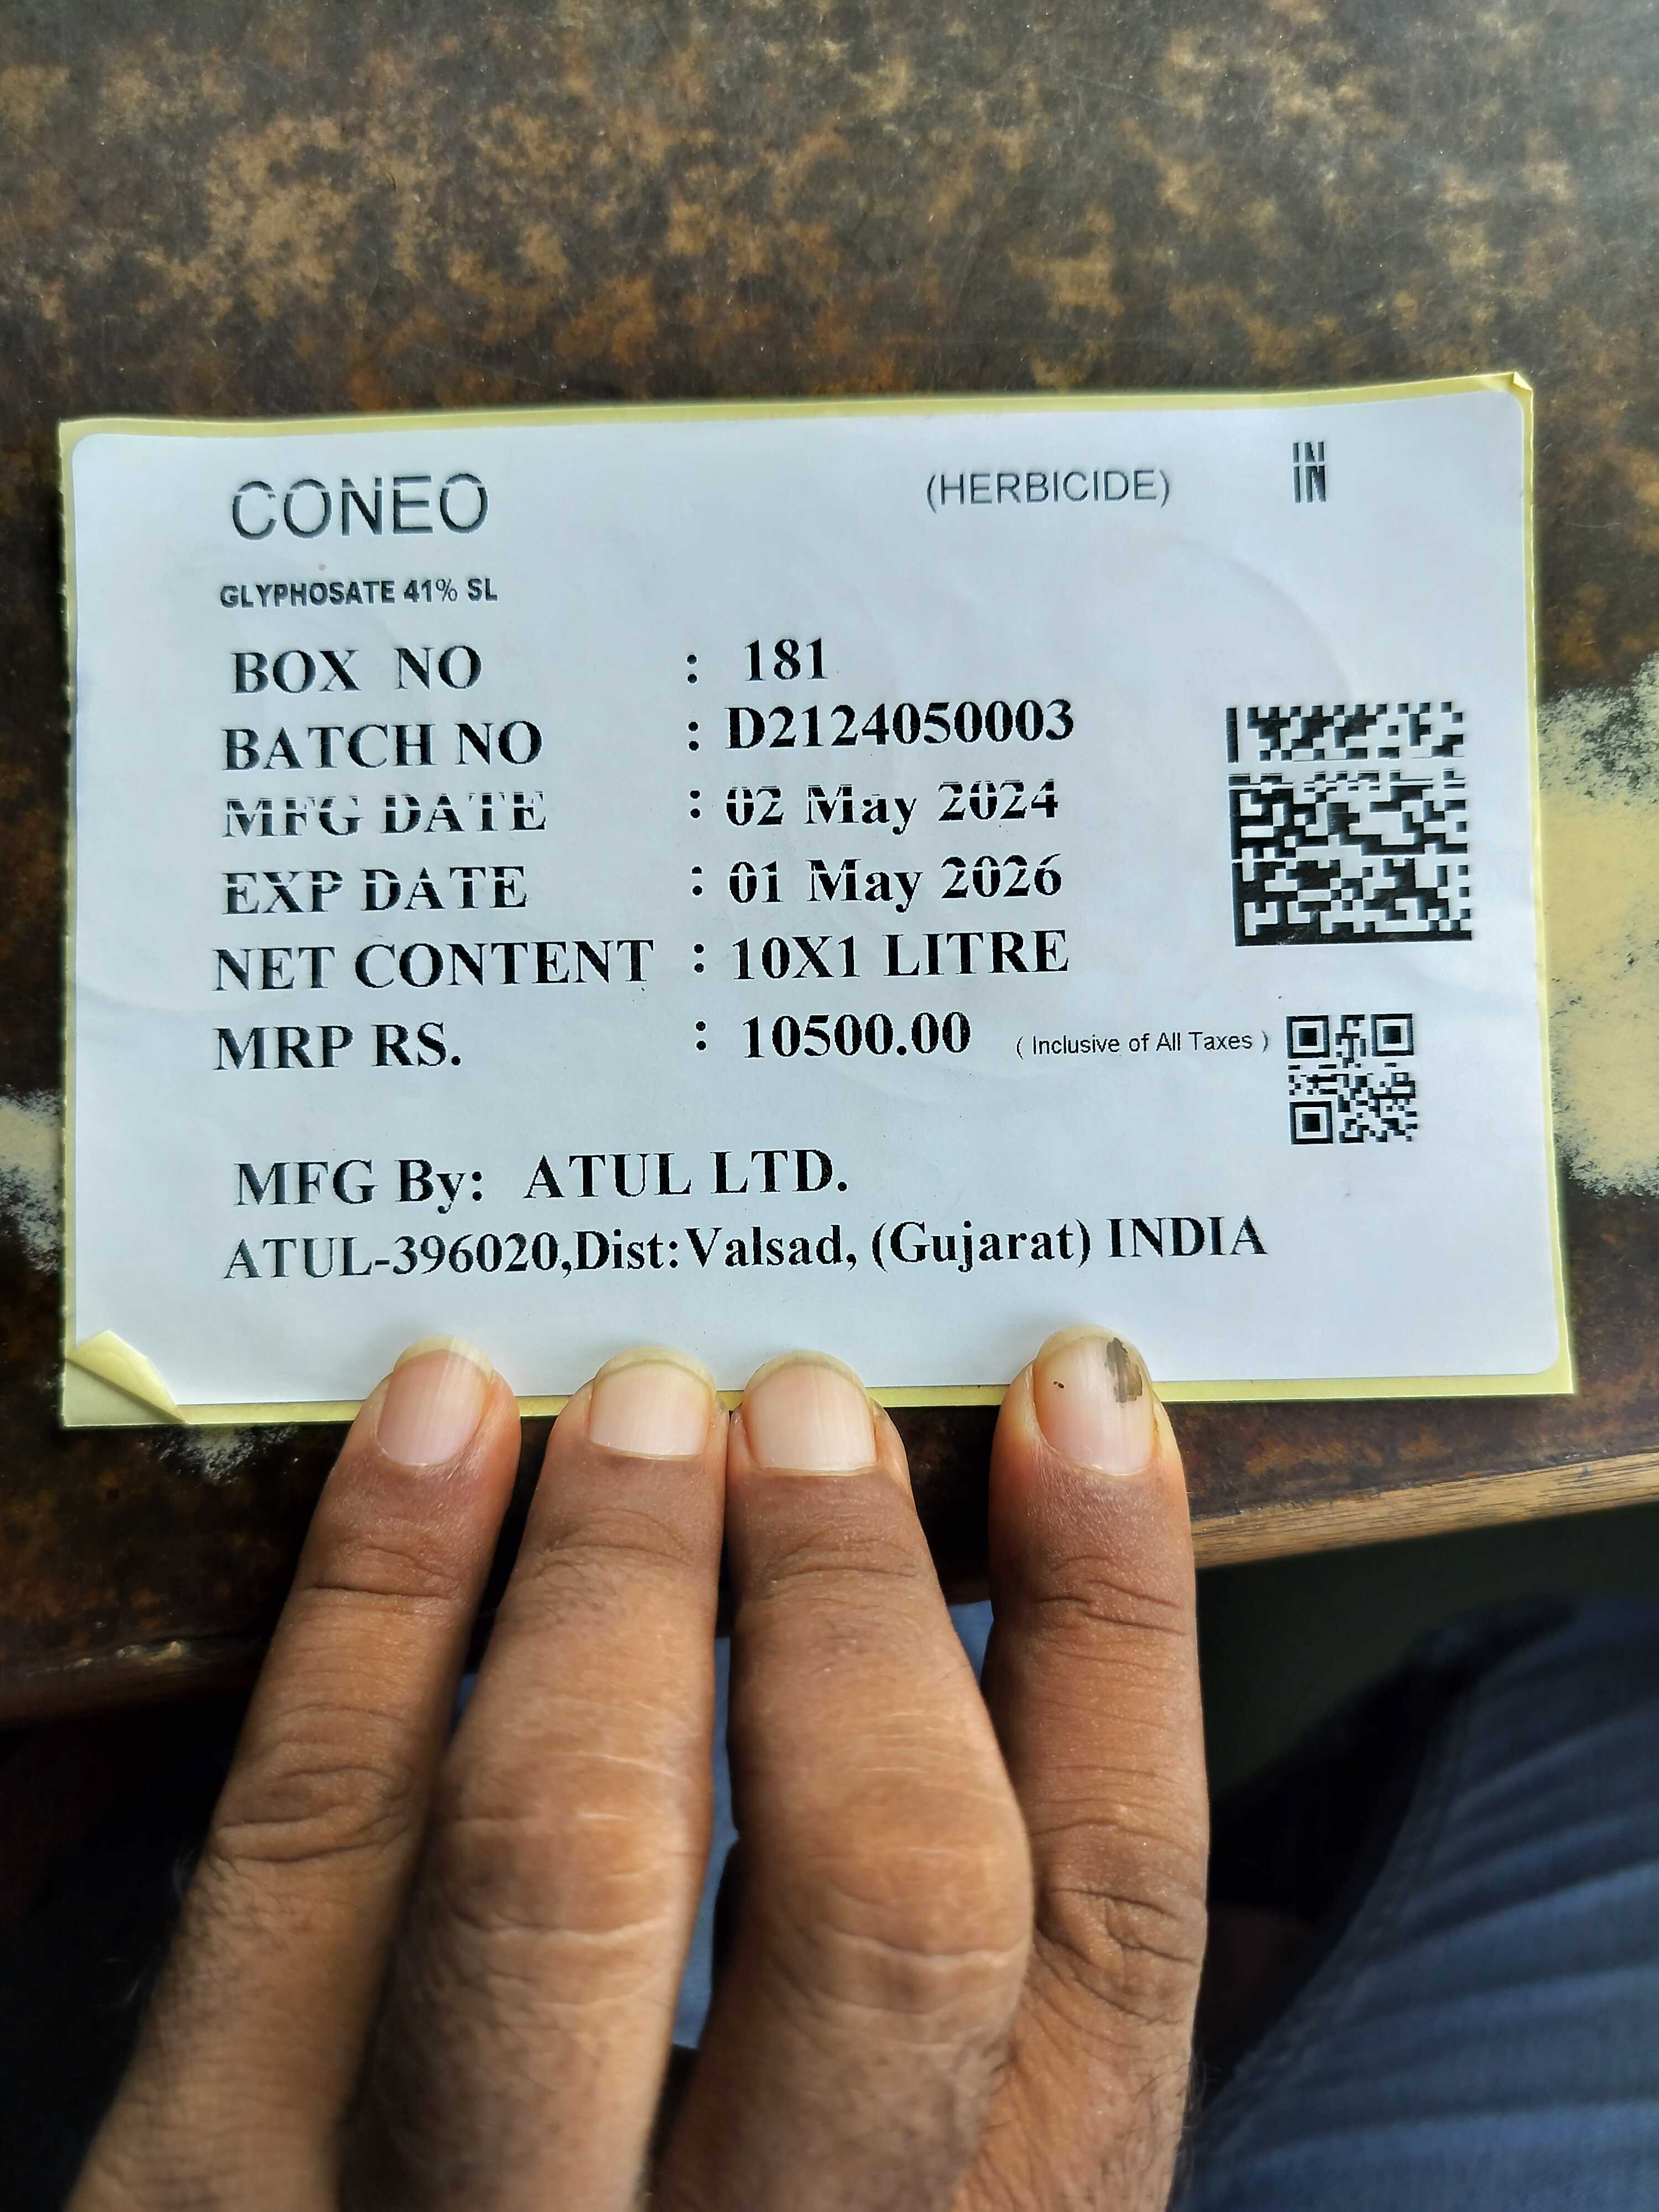 CONEO (HERBICIDE) IN
GLYPHOSATE 41% SL
BOX NO : 181
BATCH NO : D2124050003
MFG DATE : 02 May 2024
EXP DATE : 01 May 2026
NET CONTENT : 10X1 LITRE
MRP RS. : 10500.00 ( Inclusive of All Taxes )
MFG By: ATUL LTD.
ATUL-396020,Dist:Valsad, (Gujarat) INDIA